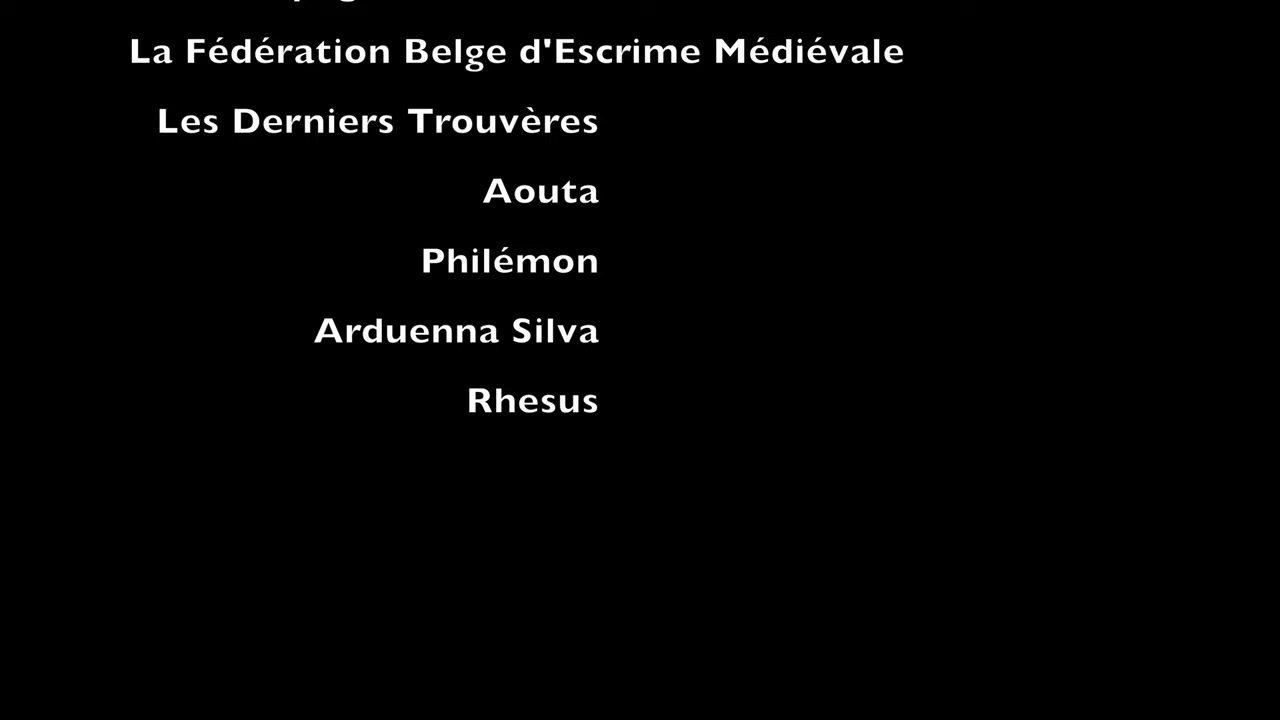 La Fédération Belge d'Escrime Médiévale
Les Derniers Trouvères
Aouta
Philémon
Arduenna Silva
Rhesus